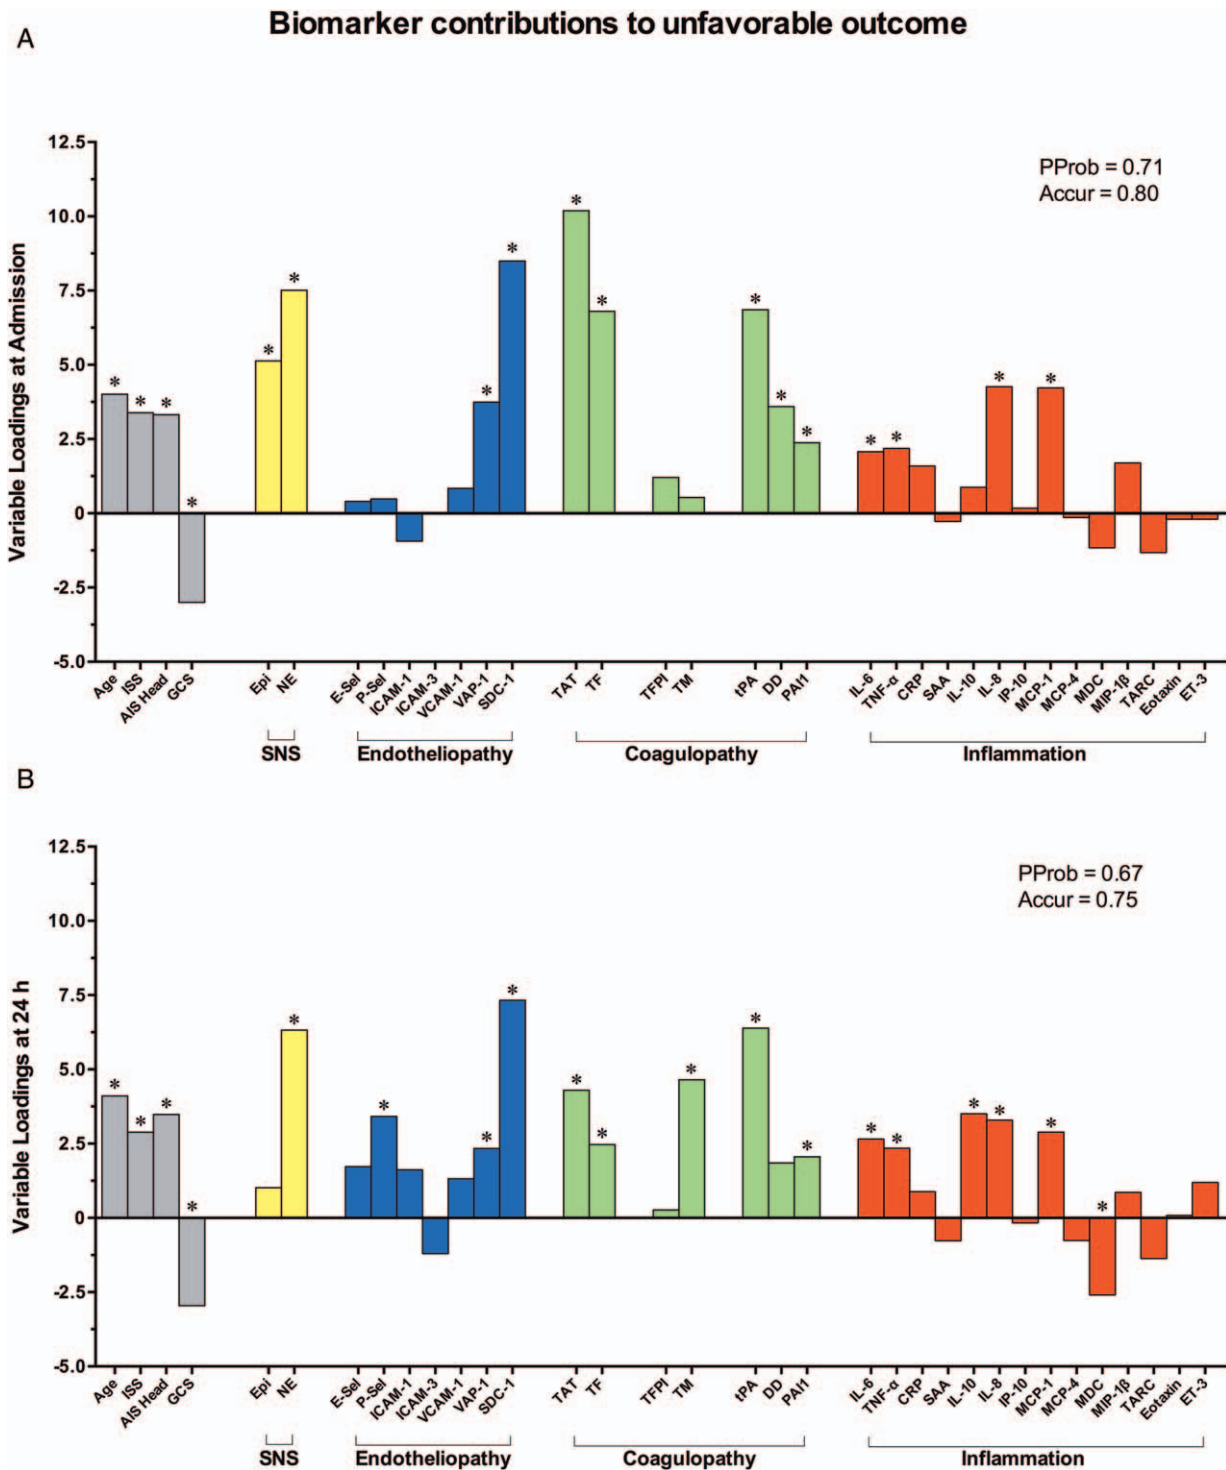 Biomarker contributions to unfavorable outcome
A
Variable Loadings at Admission
12.5
10.0
7.5
5.0
2.5
0
-2.5
-5.0
PProb = 0.71
Accur = 0.80
* * * * * * * * * * * * * * * * *
Age ISS AIS Head GCS Epi NE E-Sel P-Sel ICAM-1 ICAM-3 VCAM-1 VAP-1 SDC-1 TAT TF TFPI TM tPA DD PAI1 IL-6 TNF-α CRP SAA IL-10 IL-8 IP-10 MCP-1 MCP-4 MDC MIP-1β TARC Eotaxin ET-3
SNS Endotheliopathy Coagulopathy Inflammation
B
Variable Loadings at 24 h
12.5
10.0
7.5
5.0
2.5
0
-2.5
-5.0
PProb = 0.67
Accur = 0.75
* * * * * * * * * * * * * * * * * * *
Age ISS AIS Head GCS Epi NE E-Sel P-Sel ICAM-1 ICAM-3 VCAM-1 VAP-1 SDC-1 TAT TF TFPI TM tPA DD PAI1 IL-6 TNF-α CRP SAA IL-10 IL-8 IP-10 MCP-1 MCP-4 MDC MIP-1β TARC Eotaxin ET-3
SNS Endotheliopathy Coagulopathy Inflammation